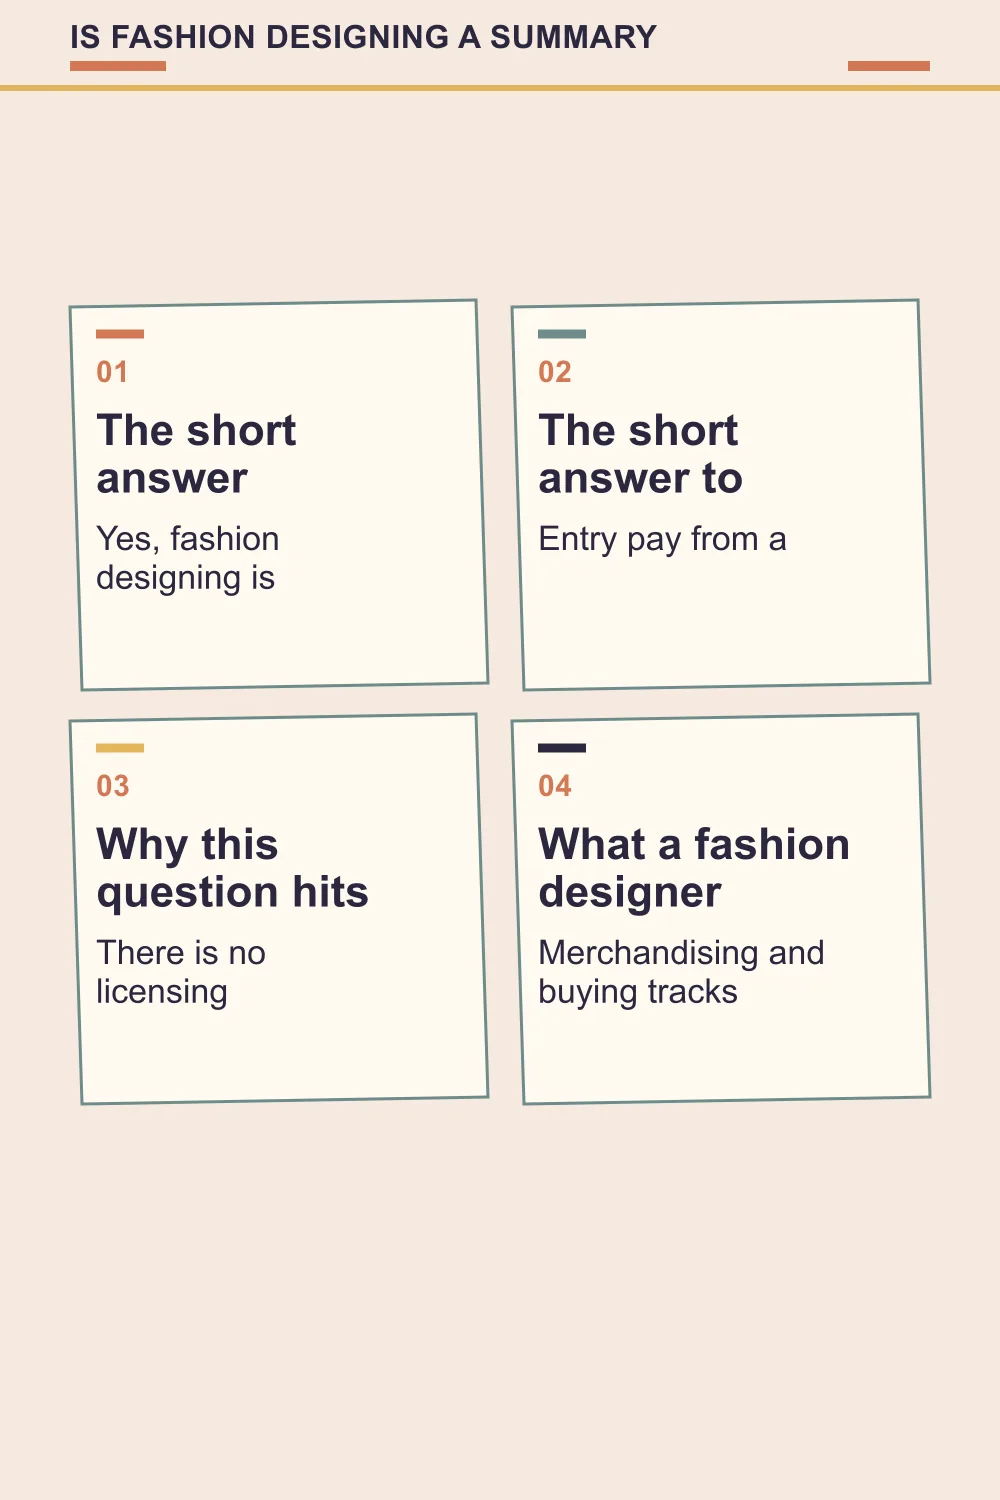 IS FASHION DESIGNING A SUMMARY
01
The short
answer
Yes, fashion
designing is
02
The short
answer to
Entry pay from a
03
Why this
question hits
There is no
licensing
04
What a fashion
designer
Merchandising and
buying tracks